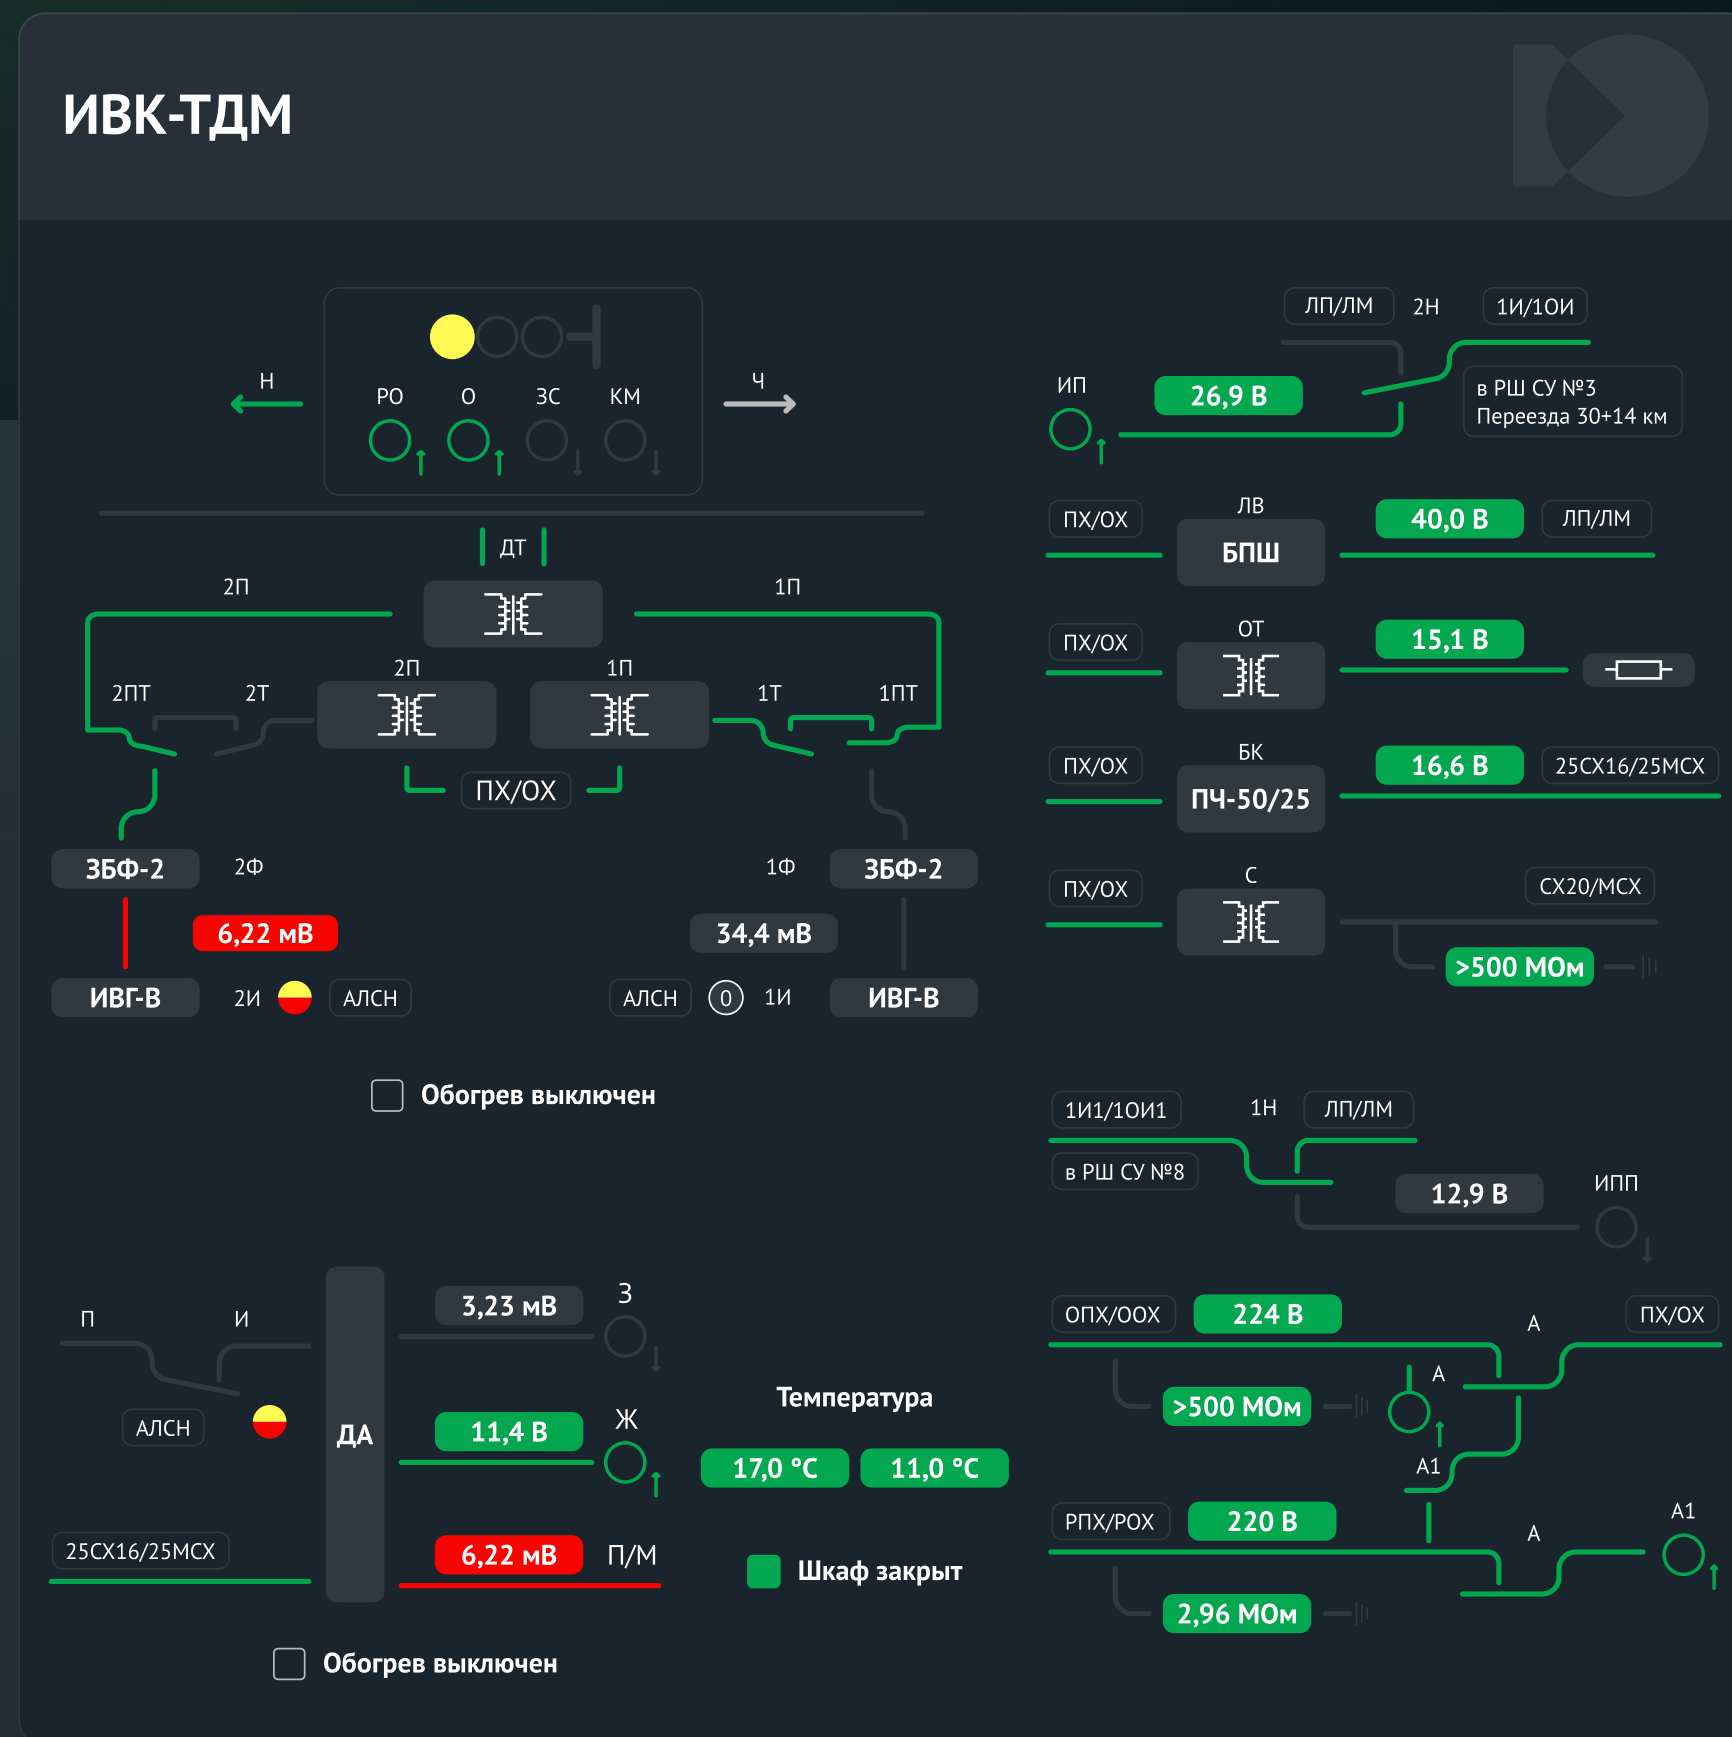 ИВК-ТДМ
Н
РО
О
ЗС
КМ
Ч
ДТ
2П
1П
2П
1П
2ПТ
2Т
1Т
1ПТ
ПХ/ОХ
ЗБФ-2
2Ф
1Ф
ЗБФ-2
6,22 мВ
34,4 мВ
ИВГ-В
2И
АЛСН
АЛСН
0
1И
ИВГ-В
Обогрев выключен
П
И
АЛСН
25СХ16/25МСХ
ДА
3,23 мВ
З
11,4 В
Ж
6,22 мВ
П/М
Обогрев выключен
Температура
17,0 °С
11,0 °С
Шкаф закрыт
ЛП/ЛМ
2Н
1И/1ОИ
ИП
26,9 В
в РШ СУ №3
Переезда 30+14 км
ПХ/ОХ
ЛВ
БПШ
40,0 В
ЛП/ЛМ
ПХ/ОХ
ОТ
15,1 В
ПХ/ОХ
БК
ПЧ-50/25
16,6 В
25СХ16/25МСХ
ПХ/ОХ
С
СХ20/МСХ
>500 МОм
1И1/1ОИ1
1Н
ЛП/ЛМ
в РШ СУ №8
12,9 В
ИПП
ОПХ/ООХ
224 В
А
ПХ/ОХ
>500 МОм
А
А1
РПХ/РОХ
220 В
А
А1
2,96 МОм